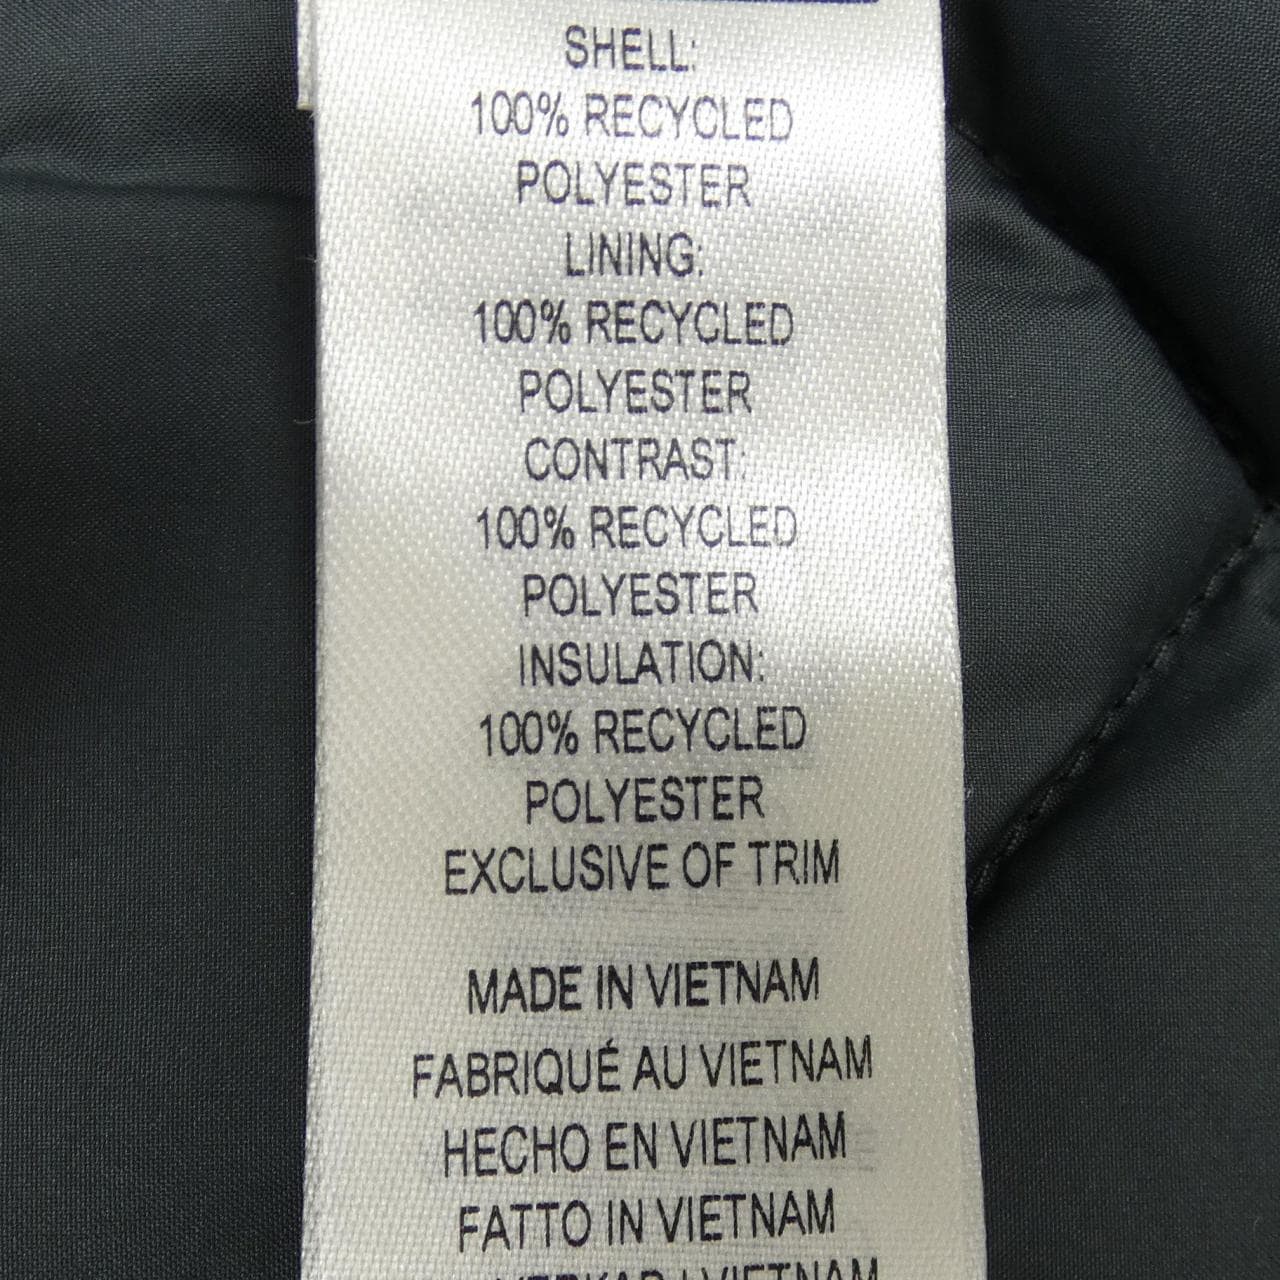 SHELL:
100% RECYCLED
POLYESTER
LINING:
100% RECYCLED
POLYESTER
CONTRAST:
100% RECYCLED
POLYESTER
INSULATION:
100% RECYCLED
POLYESTER
EXCLUSIVE OF TRIM
MADE IN VIETNAM
FABRIQUÉ AU VIETNAM
HECHO EN VIETNAM
FATTO IN VIETNAM
VIETNAM